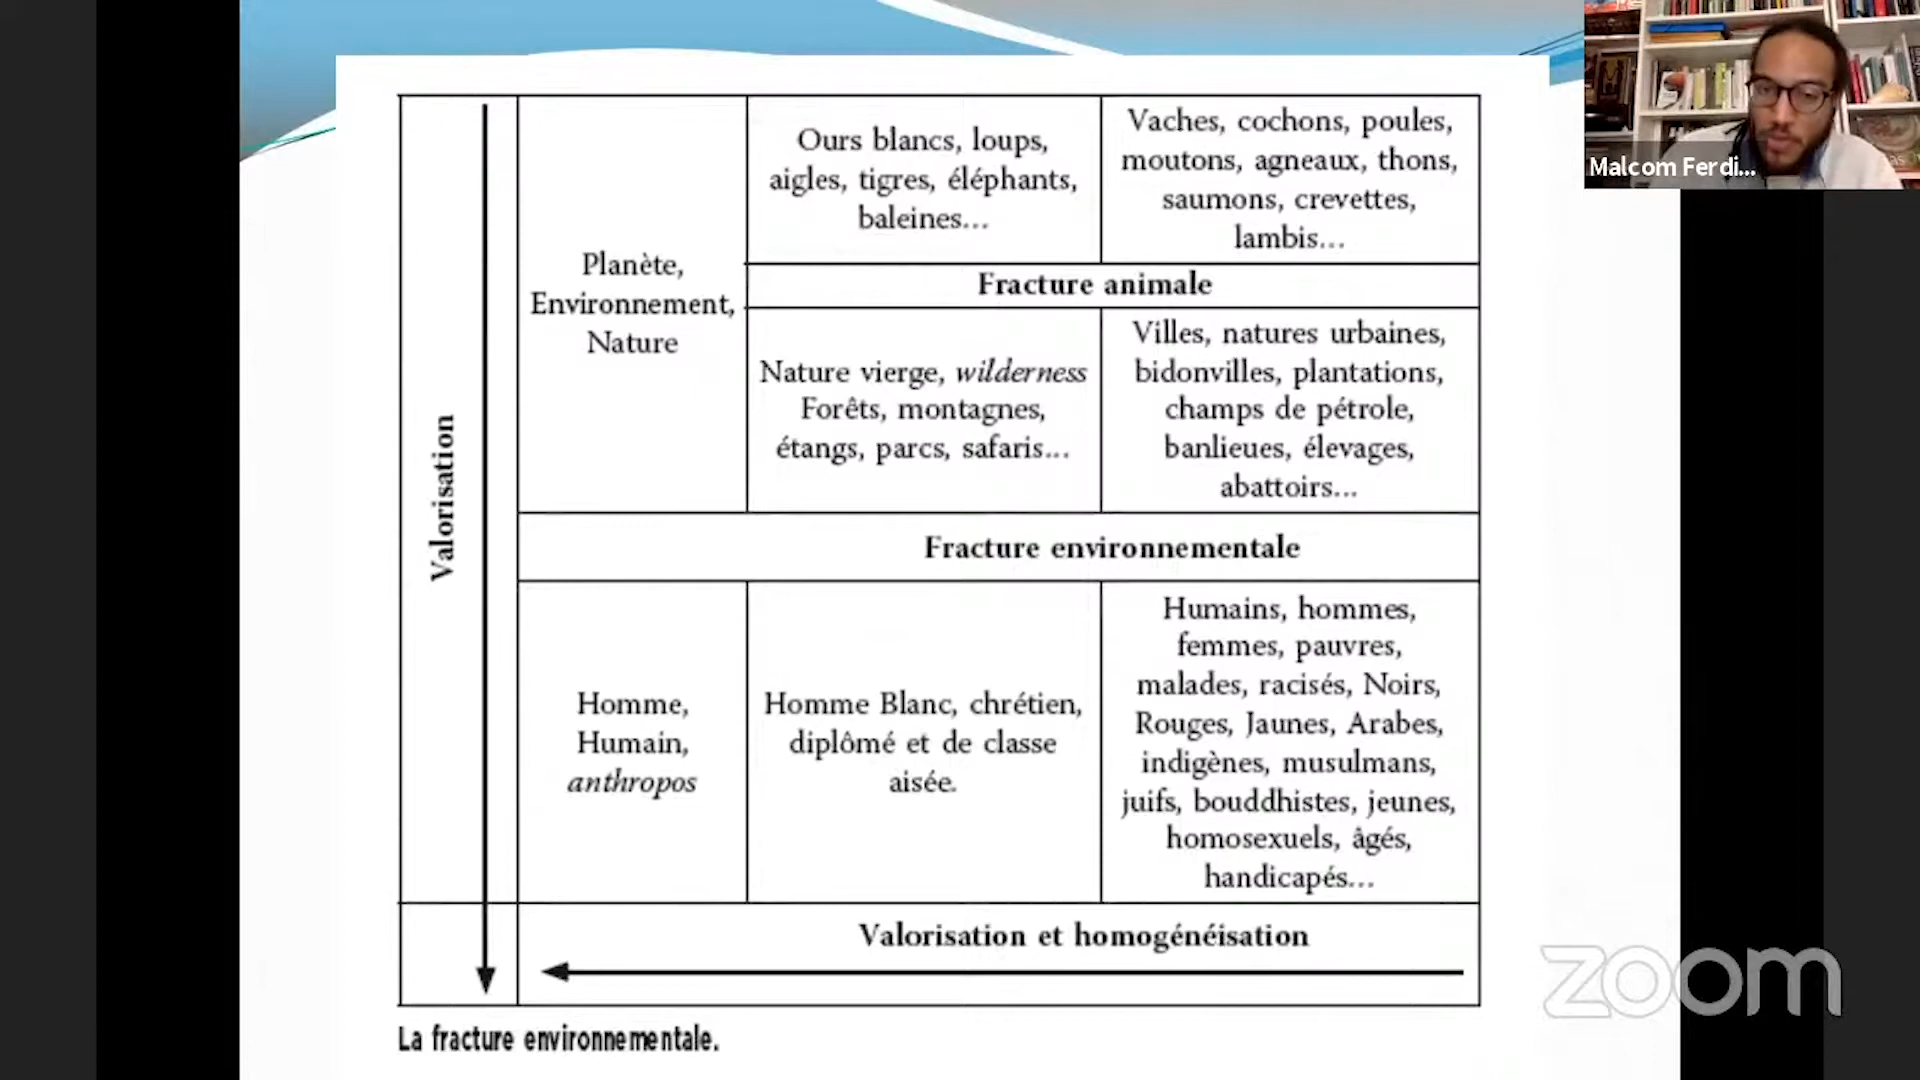 Ours blancs, loups,
aigles, tigres, éléphants,
baleines...
Vaches, cochons, poules,
moutons, agneaux, thons,
saumons, crevettes,
lambis...
Malcom Ferdi...
Planète,
Environnement,
Nature
Fracture animale
Nature vierge, wilderness
Forêts, montagnes,
étangs, parcs, safaris...
Villes, natures urbaines,
bidonvilles, plantations,
champs de pétrole,
banlieues, élevages,
abattoirs...
Valorisation
Fracture environnementale
Homme,
Humain,
anthropos
Homme Blanc, chrétien,
diplômé et de classe
aisée.
Humains, hommes,
femmes, pauvres,
malades, racisés, Noirs,
Rouges, Jaunes, Arabes,
indigènes, musulmans,
juifs, bouddhistes, jeunes,
homosexuels, âgés,
handicapés...
Valorisation et homogénéisation
zoom
La fracture environnementale.